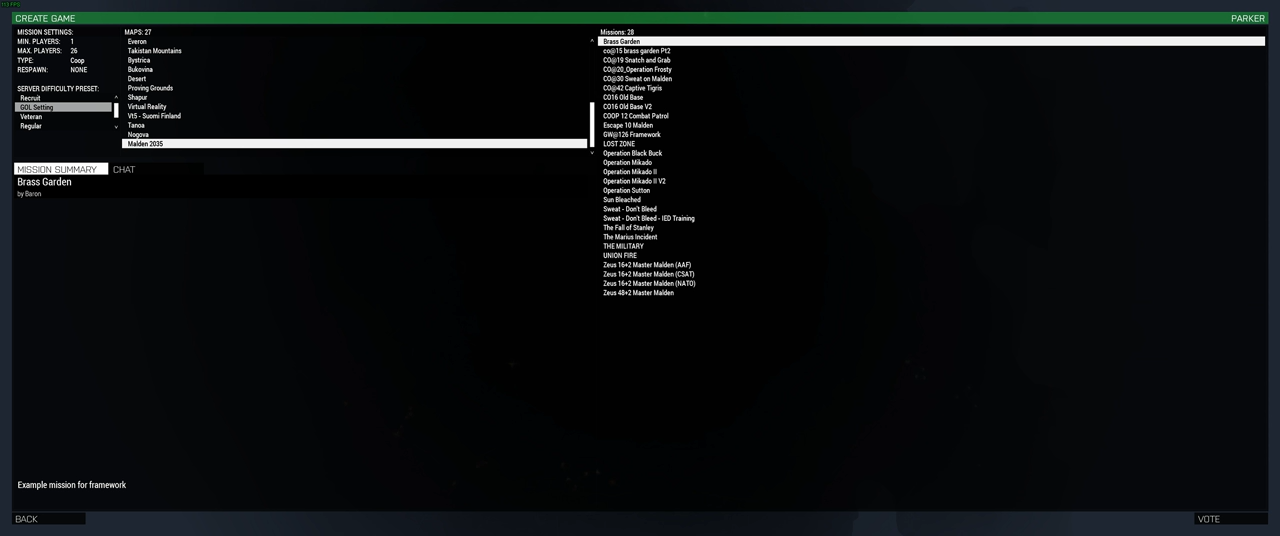 113 FPS
CREATE GAME
PARKER
MISSION SETTINGS:
MIN. PLAYERS: 1
MAX. PLAYERS: 26
TYPE: Coop
RESPAWN: NONE
SERVER DIFFICULTY PRESET:
Recruit
GOL Setting
Veteran
Regular
MAPS: 27
Everon
Takistan Mountains
Bystrica
Bukovina
Desert
Proving Grounds
Shapur
Virtual Reality
Vt5 - Suomi Finland
Tanoa
Nogova
Malden 2035
Missions: 28
Brass Garden
co@15 brass garden Pt2
CO@19 Snatch and Grab
CO@20_Operation Frosty
CO@30 Sweat on Malden
CO@42 Captive Tigris
CO16 Old Base
CO16 Old Base V2
COOP 12 Combat Patrol
Escape 10 Malden
GW@126 Framework
LOST ZONE
Operation Black Buck
Operation Mikado
Operation Mikado II
Operation Mikado II V2
Operation Sutton
Sun Bleached
Sweat - Don't Bleed
Sweat - Don't Bleed - IED Training
The Fall of Stanley
The Marius Incident
THE MILITARY
UNION FIRE
Zeus 16+2 Master Malden (AAF)
Zeus 16+2 Master Malden (CSAT)
Zeus 16+2 Master Malden (NATO)
Zeus 48+2 Master Malden
MISSION SUMMARY
CHAT
Brass Garden
by Baron
Example mission for framework
BACK
VOTE